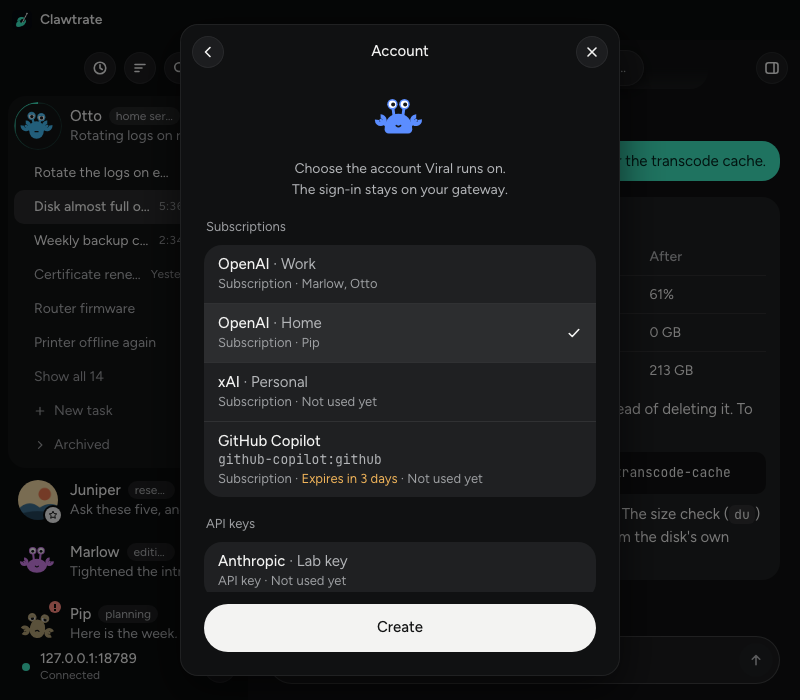 Clawtrate
Account
Otto home ser...
Rotating logs on
Rotate the logs on e...
Disk almost full o... 5:36
Weekly backup c... 2:34
Certificate rene... Yeste
Router firmware
Printer offline again
Show all 14
+ New task
Archived
Juniper rese...
Ask these five, an
Marlow editi...
Tightened the intr
Pip planning
Here is the week.
127.0.0.1:18789
Connected
Choose the account Viral runs on.
The sign-in stays on your gateway.
Subscriptions
OpenAI · Work
Subscription · Marlow, Otto
OpenAI · Home
Subscription · Pip
xAI · Personal
Subscription · Not used yet
GitHub Copilot
github-copilot:github
Subscription · Expires in 3 days · Not used yet
API keys
Anthropic · Lab key
API key · Not used yet
Create
the transcode cache.
After
61%
0 GB
213 GB
ead of deleting it. To
ranscode-cache
The size check ( du )
m the disk's own